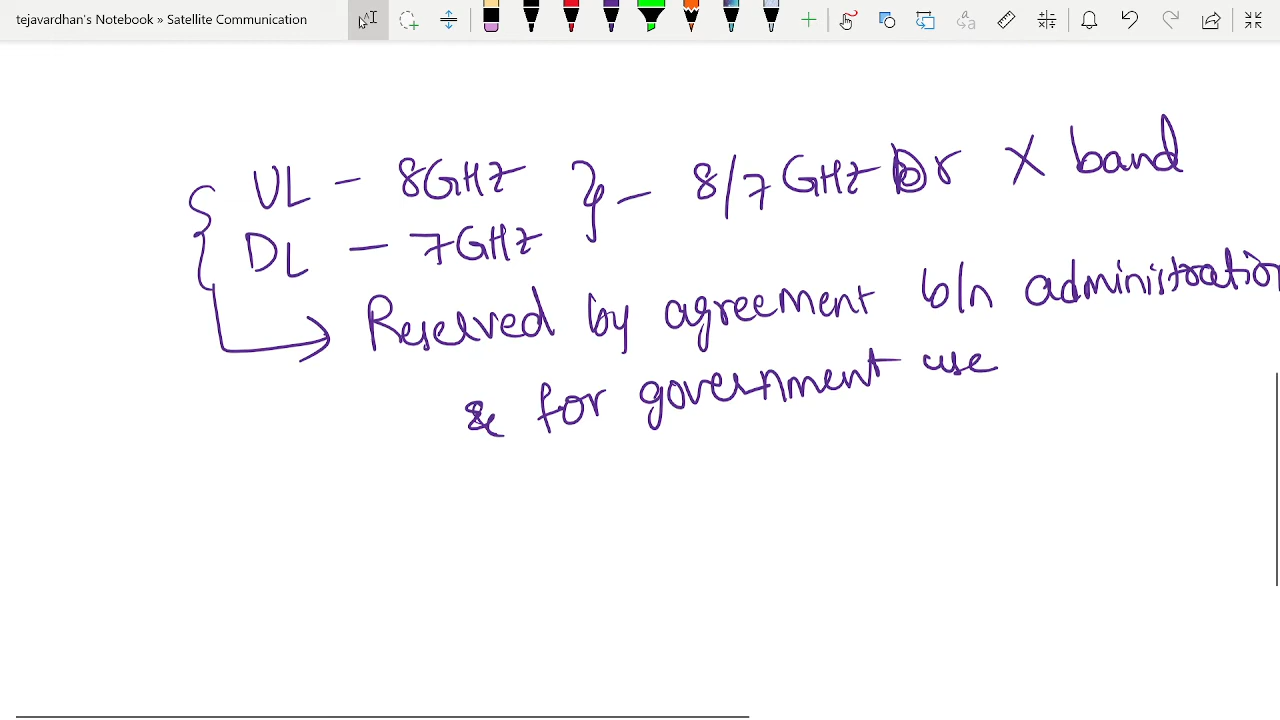 tejavardhan's Notebook » Satellite Communication
UL - 8GHz } - 8/7 GHz or X band
DL - 7GHz
Reserved by agreement b/n administration
& for government use